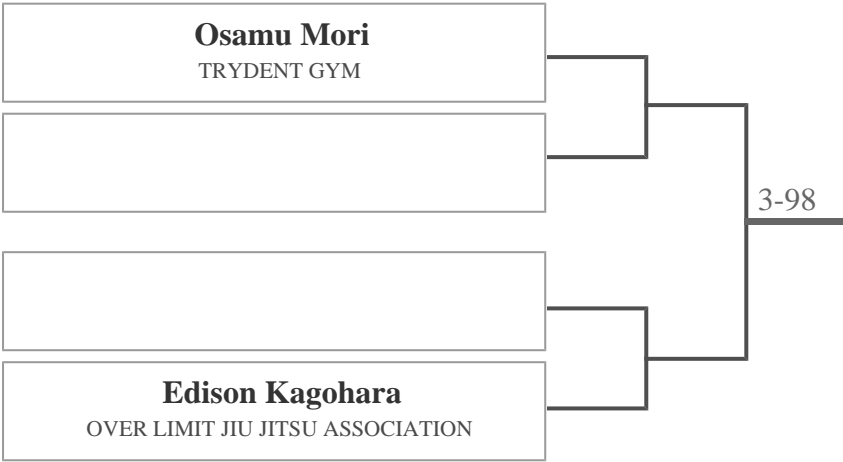 Osamu Mori
TRYDENT GYM
3-98
Edison Kagohara
OVER LIMIT JIU JITSU ASSOCIATION